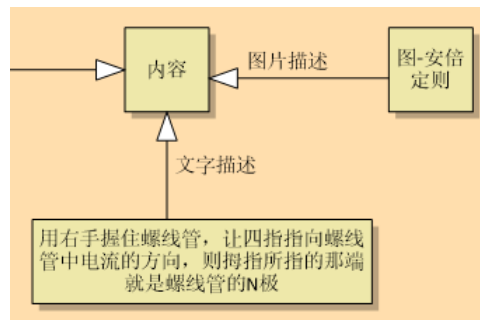 内容
图片描述
图-安倍
定则
文字描述
用右手握住螺线管，让四指指向螺线
管中电流的方向，则拇指所指的那端
就是螺线管的N极